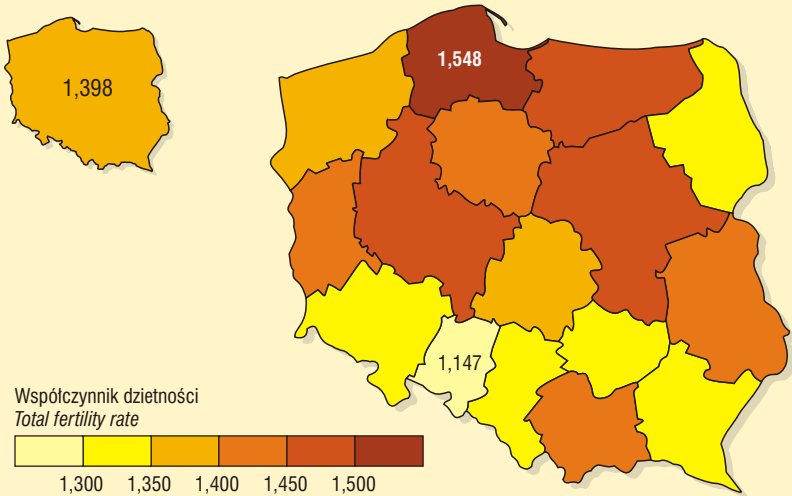 1,398
1,548
1,147
Współczynnik dzietności
Total fertility rate
1,300 1,350 1,400 1,450 1,500